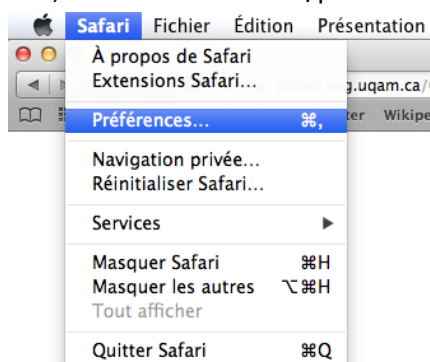 Safari Fichier Édition Présentation
À propos de Safari
Extensions Safari...
g.uqam.ca/
Préférences... ⌘,
ter Wikipe
Navigation privée...
Réinitialiser Safari...
Services ▶
Masquer Safari ⌘H
Masquer les autres ⌥⌘H
Tout afficher
Quitter Safari ⌘Q